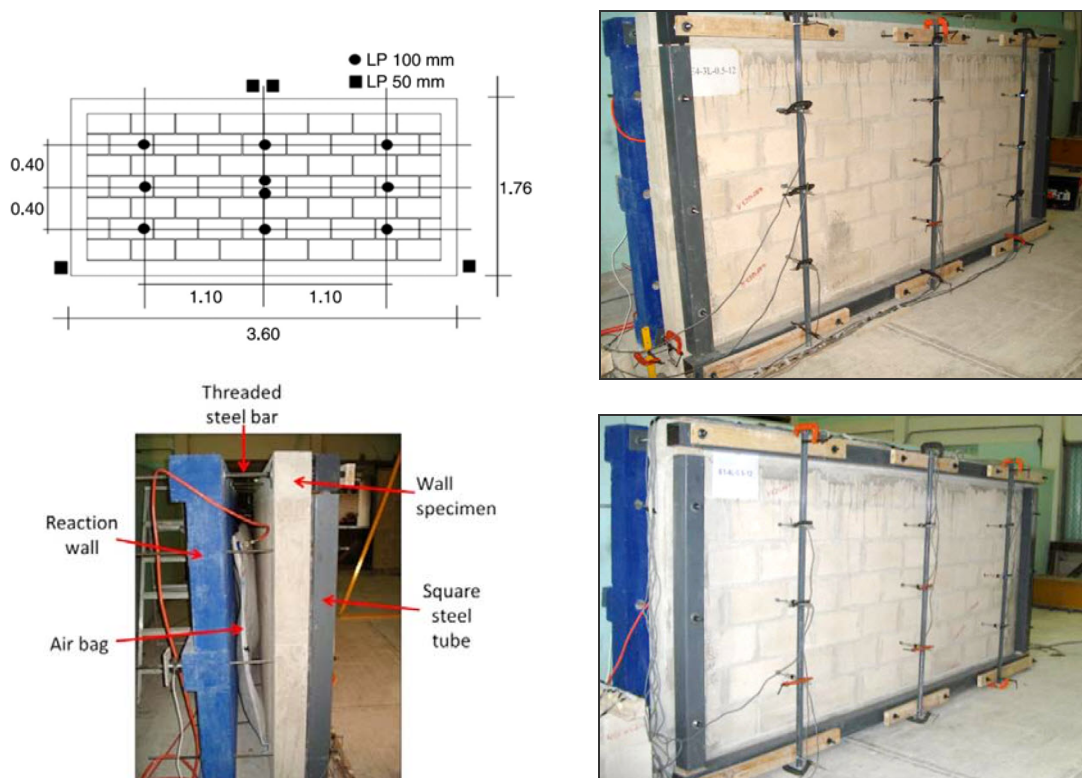 LP 100 mm
LP 50 mm
0.40
0.40
1.76
1.10 1.10
3.60
Threaded
steel bar
Wall
specimen
Reaction
wall
Square
steel
tube
Air bag